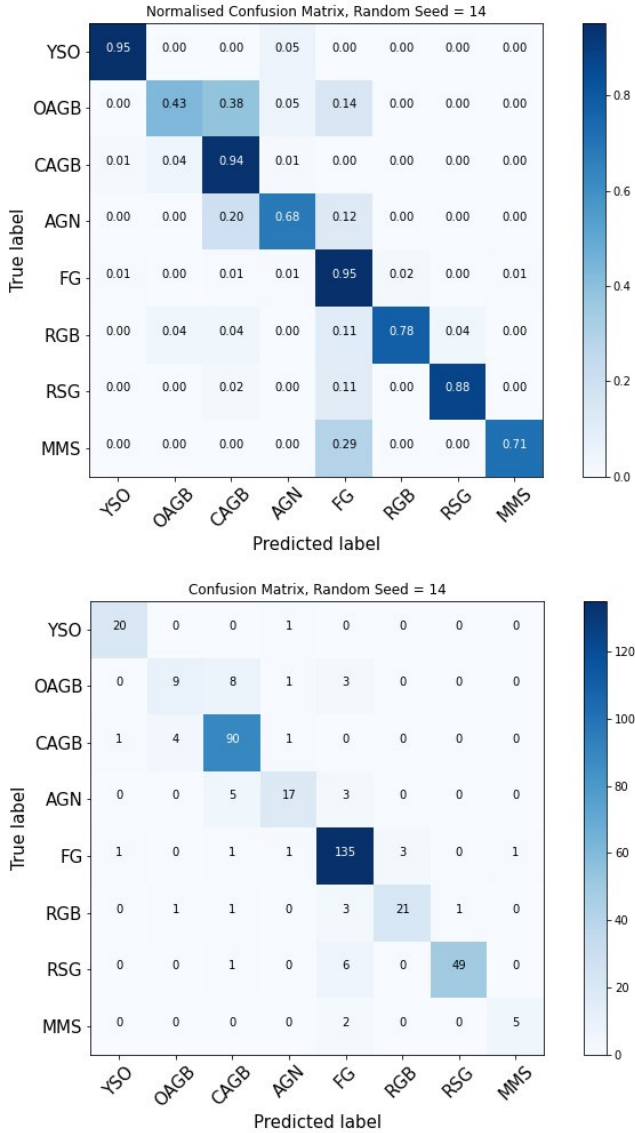 Normalised Confusion Matrix, Random Seed = 14
YSO 0.95 0.00 0.00 0.05 0.00 0.00 0.00 0.00
OAGB 0.00 0.43 0.38 0.05 0.14 0.00 0.00 0.00
CAGB 0.01 0.04 0.94 0.01 0.00 0.00 0.00 0.00
AGN 0.00 0.00 0.20 0.68 0.12 0.00 0.00 0.00
FG 0.01 0.00 0.01 0.01 0.95 0.02 0.00 0.01
RGB 0.00 0.04 0.04 0.00 0.11 0.78 0.04 0.00
RSG 0.00 0.00 0.02 0.00 0.11 0.00 0.88 0.00
MMS 0.00 0.00 0.00 0.00 0.29 0.00 0.00 0.71
True label
YSO OAGB CAGB AGN FG RGB RSG MMS
Predicted label
0.8
0.6
0.4
0.2
0.0
Confusion Matrix, Random Seed = 14
YSO 20 0 0 1 0 0 0 0
OAGB 0 9 8 1 3 0 0 0
CAGB 1 4 90 1 0 0 0 0
AGN 0 0 5 17 3 0 0 0
FG 1 0 1 1 135 3 0 1
RGB 0 1 1 0 3 21 1 0
RSG 0 0 1 0 6 0 49 0
MMS 0 0 0 0 2 0 0 5
True label
YSO OAGB CAGB AGN FG RGB RSG MMS
Predicted label
120
100
80
60
40
20
0